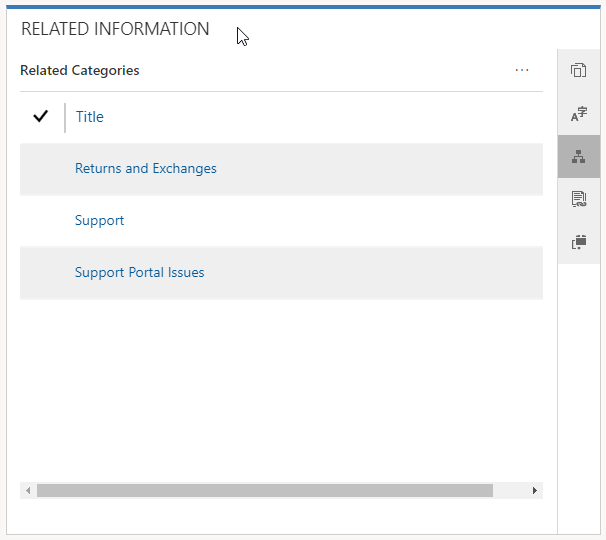 RELATED INFORMATION
Related Categories
Title
Returns and Exchanges
Support
Support Portal Issues